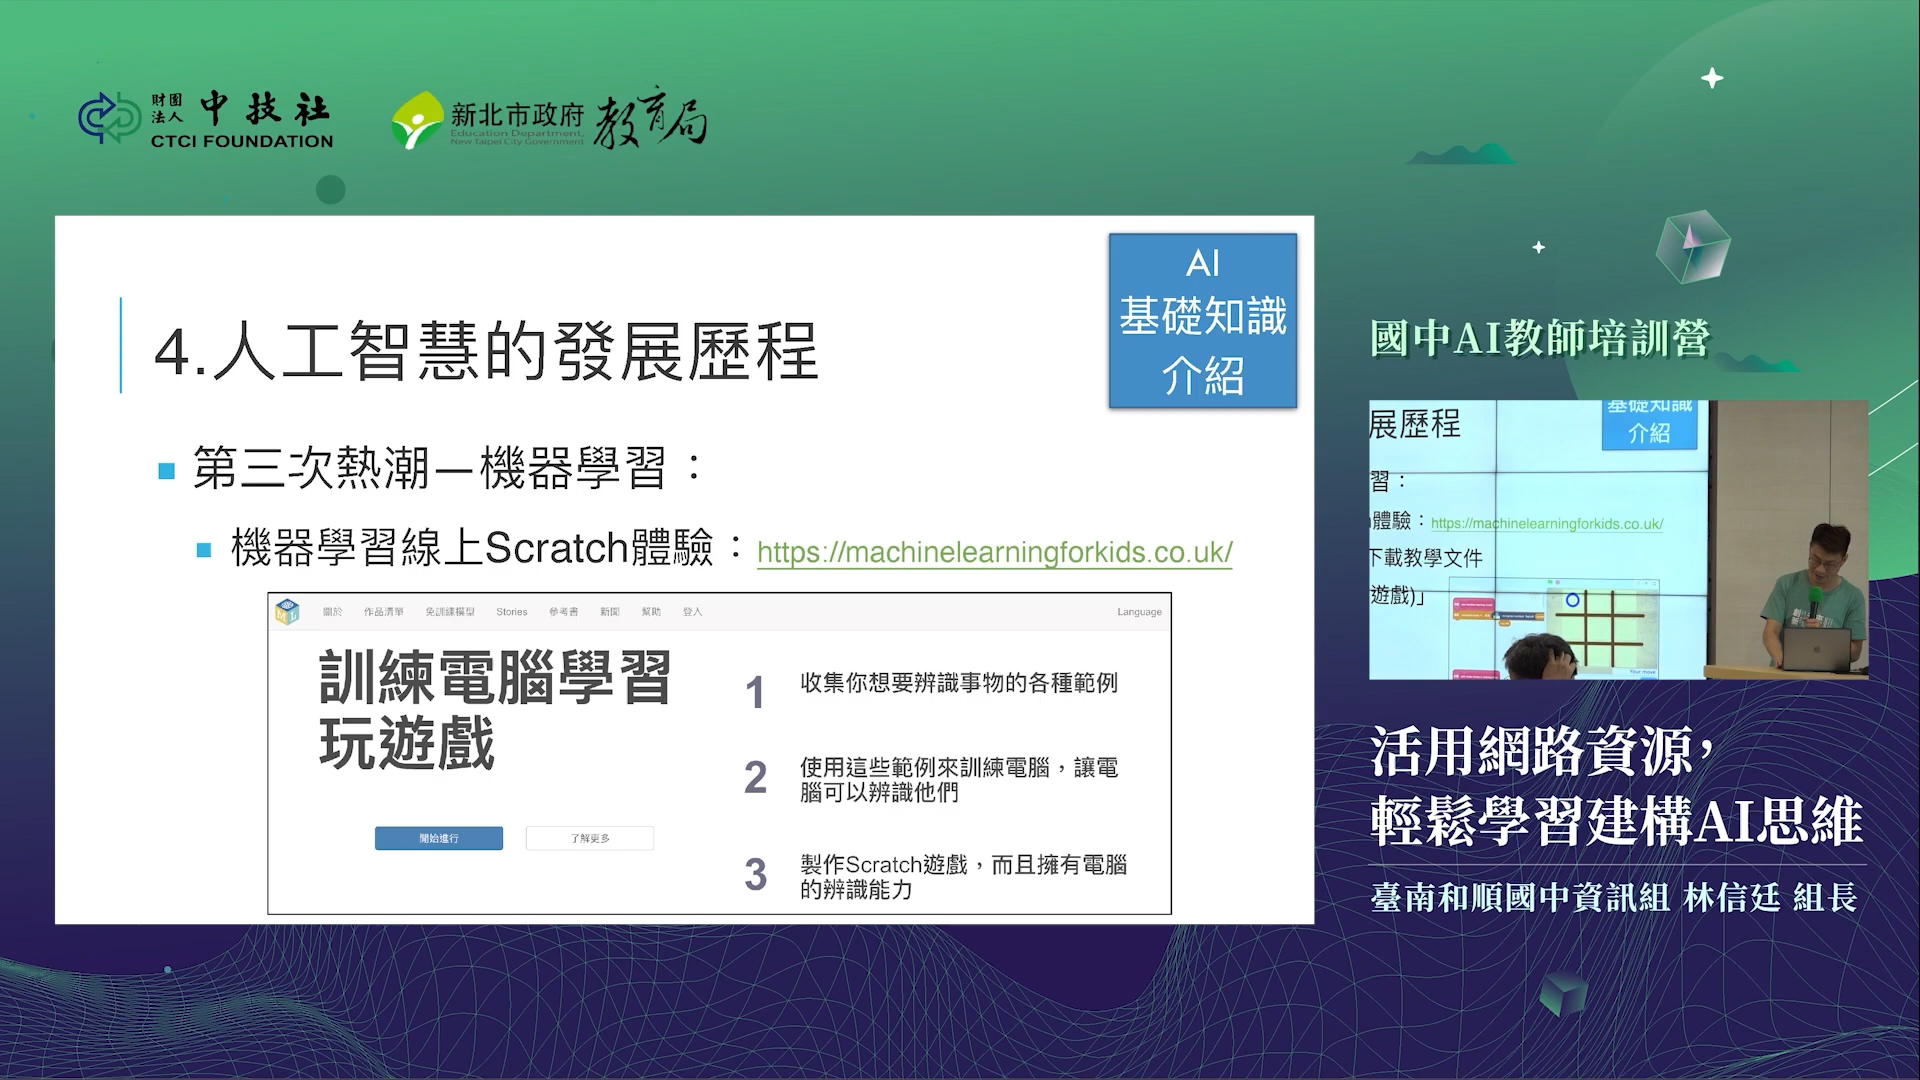 財團法人 中技社
CTCI FOUNDATION
新北市政府 教育局
Education Department,
New Taipei City Government
AI
基礎知識
介紹
4.人工智慧的發展歷程
第三次熱潮－機器學習：
機器學習線上Scratch體驗：https://machinelearningforkids.co.uk/
關於 作品清單 免訓練模型 Stories 參考書 新聞 幫助 登入 Language
訓練電腦學習
玩遊戲
開始進行 了解更多
1 收集你想要辨識事物的各種範例
2 使用這些範例來訓練電腦，讓電
腦可以辨識他們
3 製作Scratch遊戲，而且擁有電腦
的辨識能力
國中AI教師培訓營
展歷程
基礎知識
介紹
習：
體驗：https://machinelearningforkids.co.uk/
下載教學文件
遊戲)」
Your move
活用網路資源，
輕鬆學習建構AI思維
臺南和順國中資訊組 林信廷 組長